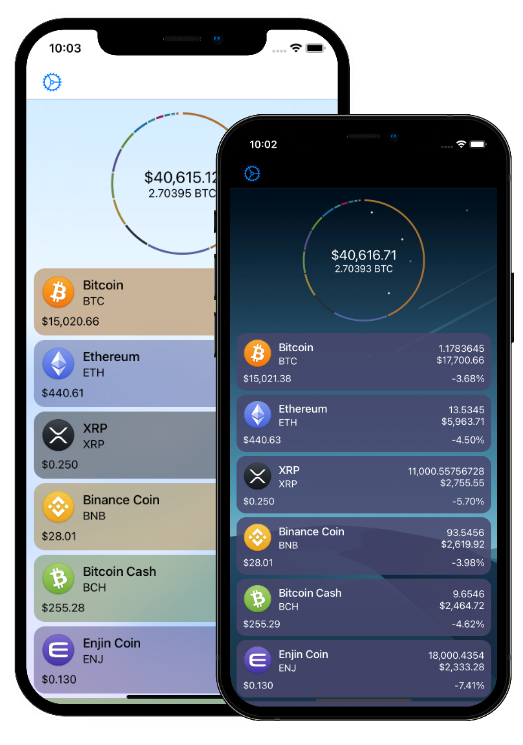 10:03
$40,615.12
2.70395 BTC
Bitcoin
BTC
$15,020.66
Ethereum
ETH
$440.61
XRP
XRP
$0.250
Binance Coin
BNB
$28.01
Bitcoin Cash
BCH
$255.28
Enjin Coin
ENJ
$0.130
10:02
$40,616.71
2.70393 BTC
Bitcoin 1.1783645
BTC $17,700.66
$15,021.38 -3.68%
Ethereum 13.5345
ETH $5,963.71
$440.63 -4.50%
XRP 11,000.55756728
XRP $2,755.55
$0.250 -5.70%
Binance Coin 93.5456
BNB $2,619.92
$28.01 -3.98%
Bitcoin Cash 9.6546
BCH $2,464.72
$255.29 -4.62%
Enjin Coin 18,000.4354
ENJ $2,333.28
$0.130 -7.41%